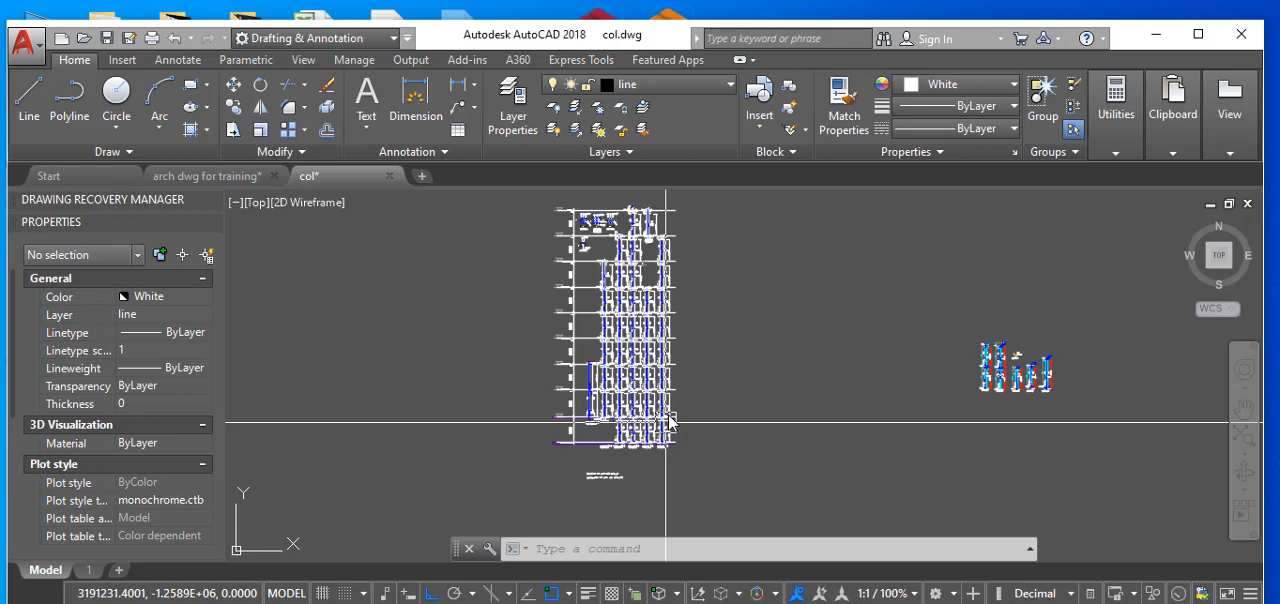 Drafting & Annotation
Autodesk AutoCAD 2018 col.dwg
Type a keyword or phrase
Sign In
Home Insert Annotate Parametric View Manage Output Add-ins A360 Express Tools Featured Apps
Line Polyline Circle Arc
Text Dimension
Layer Properties
line
Insert
Match Properties
White
ByLayer
ByLayer
Group
Utilities
Clipboard
View
Draw Modify Annotation Layers Block Properties Groups
Start arch dwg for training* col*
DRAWING RECOVERY MANAGER
PROPERTIES
[−][Top][2D Wireframe]
No selection
General
Color White
Layer line
Linetype ByLayer
Linetype sc... 1
Lineweight ByLayer
Transparency ByLayer
Thickness 0
3D Visualization
Material ByLayer
Plot style
Plot style ByColor
Plot style t... monochrome.ctb
Plot table a... Model
Plot table t... Color dependent
N
W TOP E
S
WCS
Y
X
Type a command
Model 1
3191231.4001, -1.2589E+06, 0.0000 MODEL 1:1 / 100% Decimal